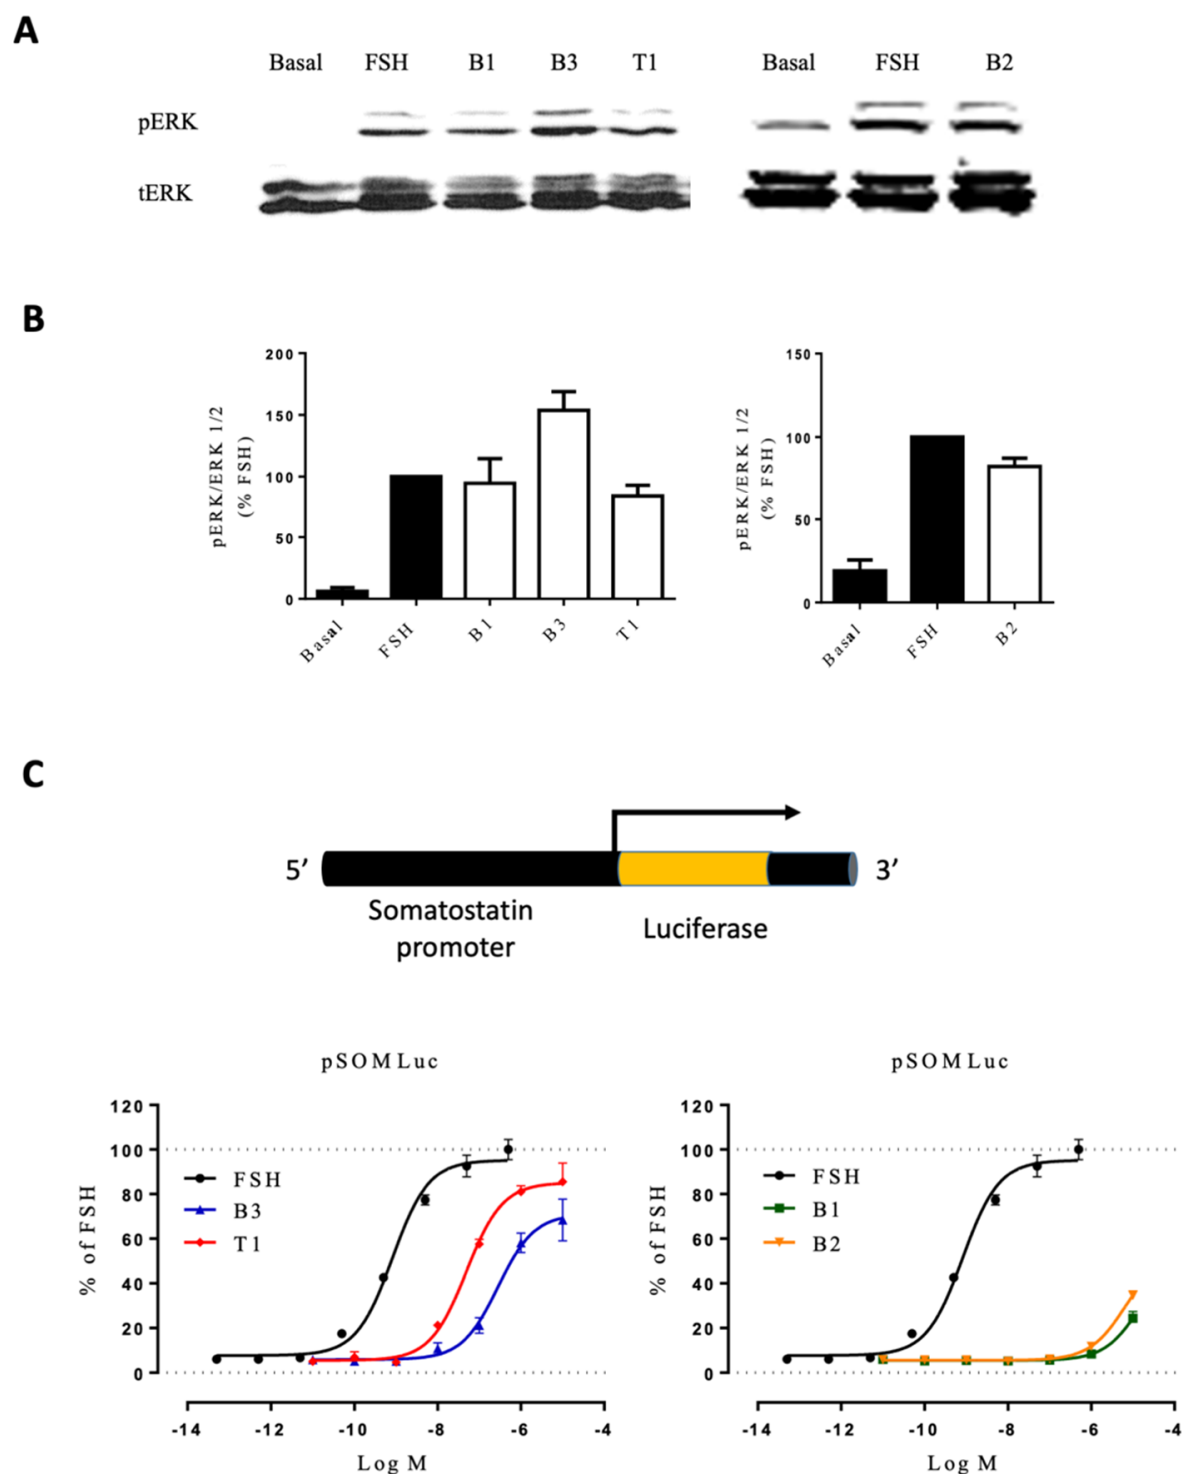 A
Basal FSH B1 B3 T1 Basal FSH B2
pERK
tERK
B
pERK/ERK 1/2
(% FSH)
200
150
100
50
0
Basal FSH B1 B3 T1
pERK/ERK 1/2
(% FSH)
150
100
50
0
Basal FSH B2
C
5’ 3’
Somatostatin
promoter
Luciferase
pSOMLuc
% of FSH
120
100
80
60
40
20
0
FSH
B3
T1
-14 -12 -10 -8 -6 -4
Log M
pSOMLuc
% of FSH
120
100
80
60
40
20
0
FSH
B1
B2
-14 -12 -10 -8 -6 -4
Log M